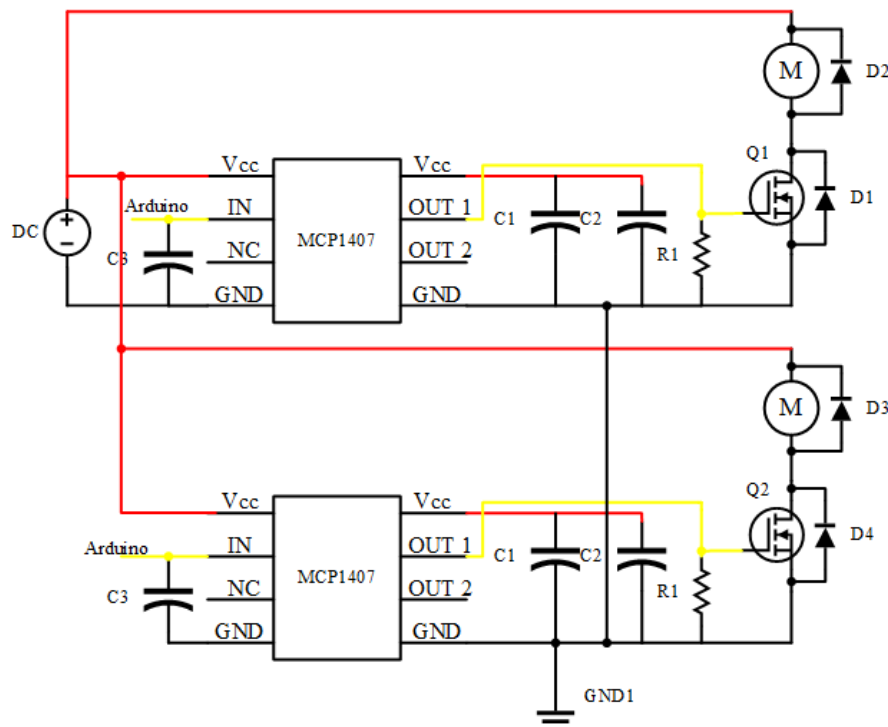 D2
M
Vcc
Vcc
Q1
Arduino
IN
OUT 1
C1
C2
D1
DC
+
−
MCP1407
C3
NC
OUT 2
R1
GND
GND
M
D3
Vcc
Vcc
Q2
Arduino
IN
OUT 1
C1
C2
D4
MCP1407
C3
NC
OUT 2
R1
GND
GND
GND1